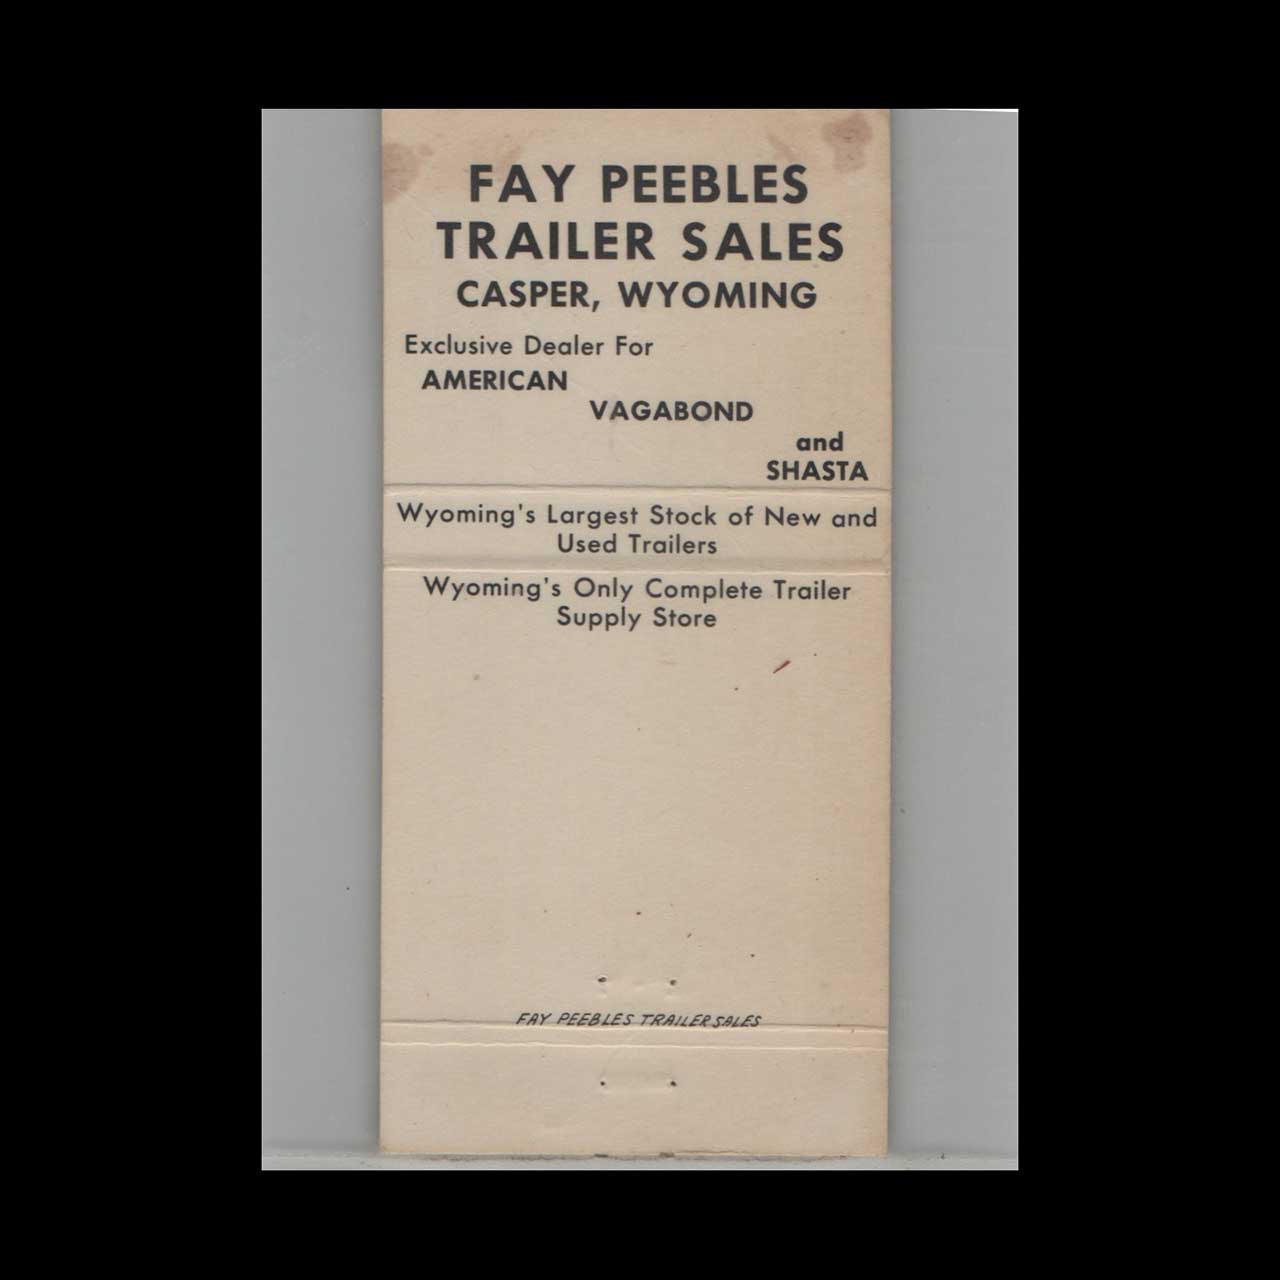 FAY PEEBLES
TRAILER SALES
CASPER, WYOMING
Exclusive Dealer For
AMERICAN
VAGABOND
and
SHASTA
Wyoming's Largest Stock of New and
Used Trailers
Wyoming's Only Complete Trailer
Supply Store
FAY PEEBLES TRAILER SALES